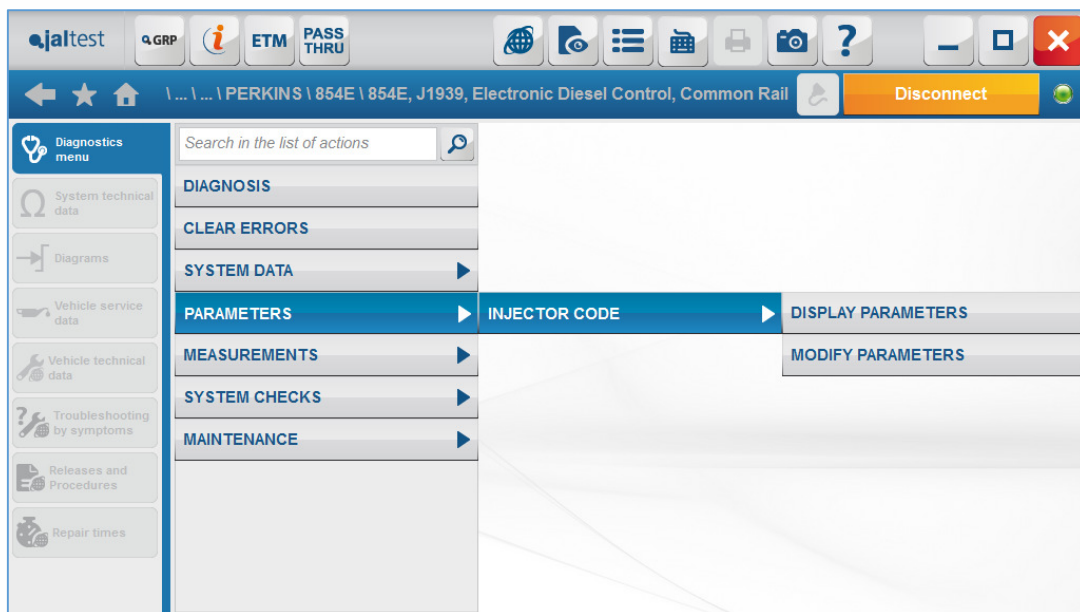 jaltest
GRP
i
ETM
PASS
THRU
?
\ ... \ ... \ PERKINS \ 854E \ 854E, J1939, Electronic Diesel Control, Common Rail
Disconnect
Diagnostics
menu
System technical
data
Diagrams
Vehicle service
data
Vehicle technical
data
Troubleshooting
by symptoms
Releases and
Procedures
Repair times
Search in the list of actions
DIAGNOSIS
CLEAR ERRORS
SYSTEM DATA
PARAMETERS
MEASUREMENTS
SYSTEM CHECKS
MAINTENANCE
INJECTOR CODE
DISPLAY PARAMETERS
MODIFY PARAMETERS